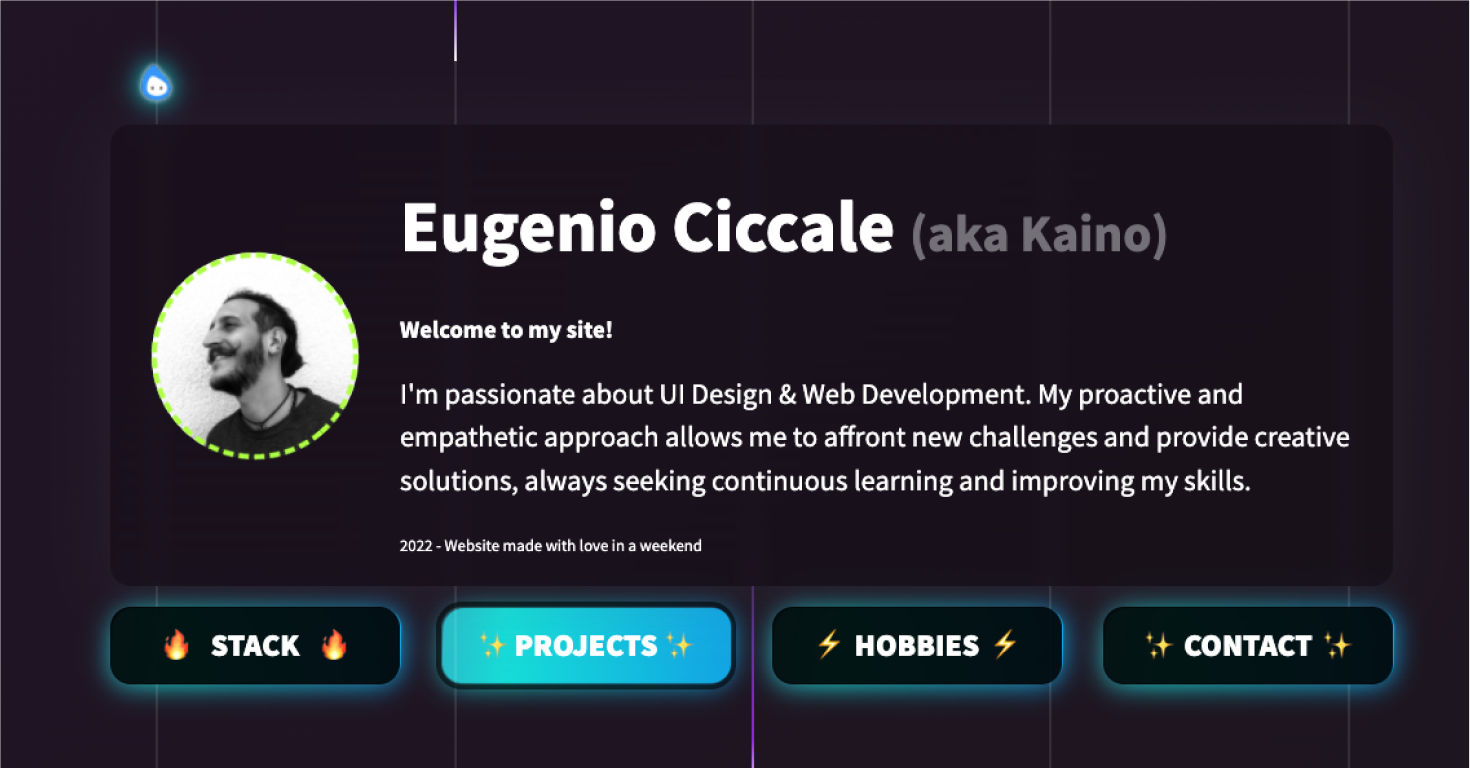 Eugenio Ciccale (aka Kaino)
Welcome to my site!
I'm passionate about UI Design & Web Development. My proactive and
empathetic approach allows me to affront new challenges and provide creative
solutions, always seeking continuous learning and improving my skills.
2022 - Website made with love in a weekend
🔥 STACK 🔥
✨ PROJECTS ✨
⚡ HOBBIES ⚡
✨ CONTACT ✨